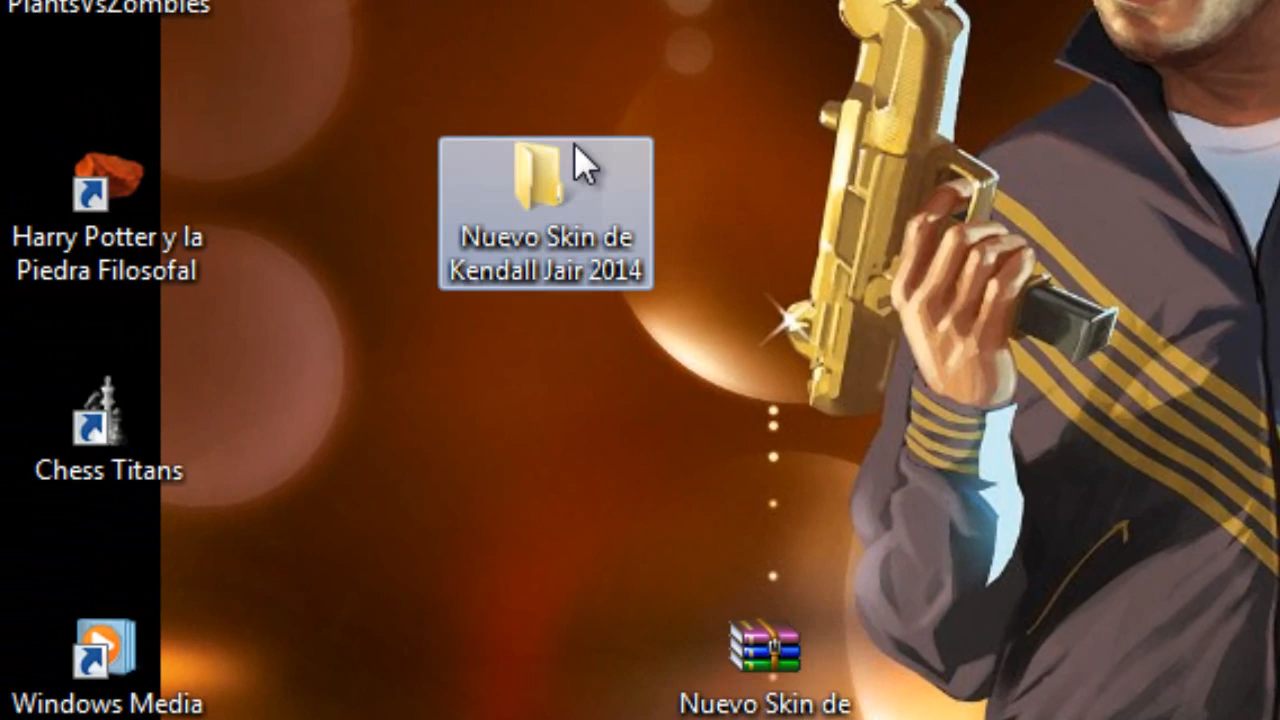 PlantsVsZombies
Harry Potter y la
Piedra Filosofal
Nuevo Skin de
Kendall Jair 2014
Chess Titans
Windows Media
Nuevo Skin de